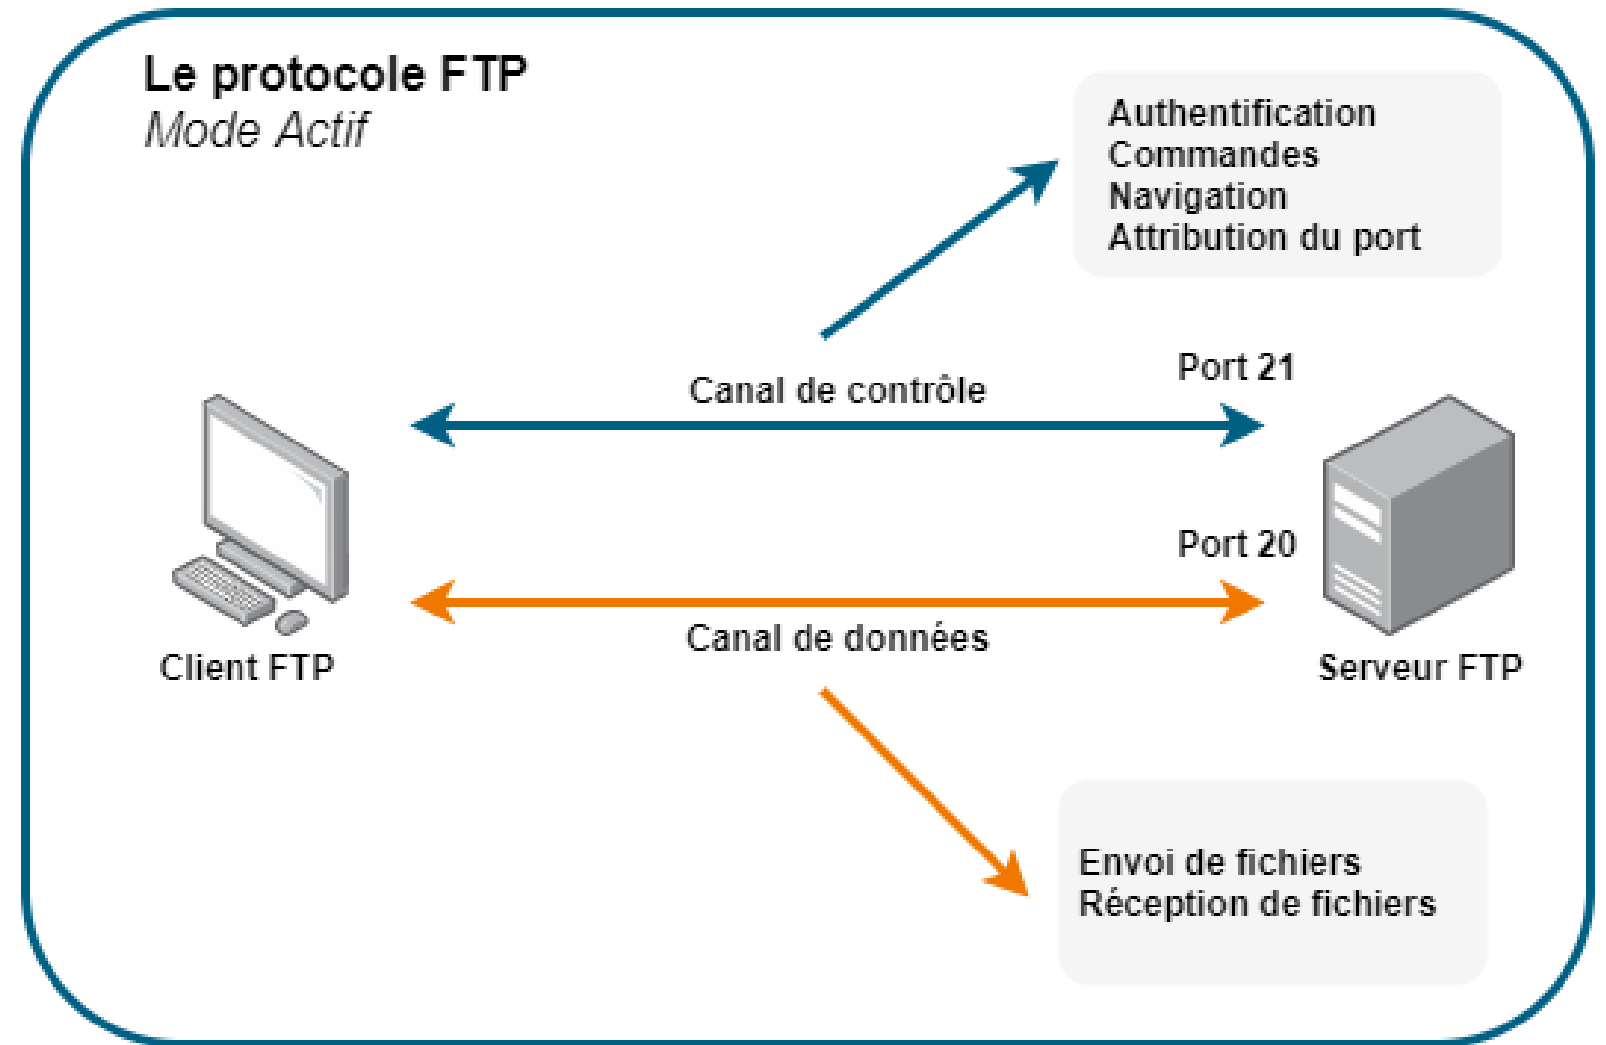 Le protocole FTP
Mode Actif
Authentification
Commandes
Navigation
Attribution du port
Port 21
Canal de contrôle
Port 20
Canal de données
Client FTP
Serveur FTP
Envoi de fichiers
Réception de fichiers